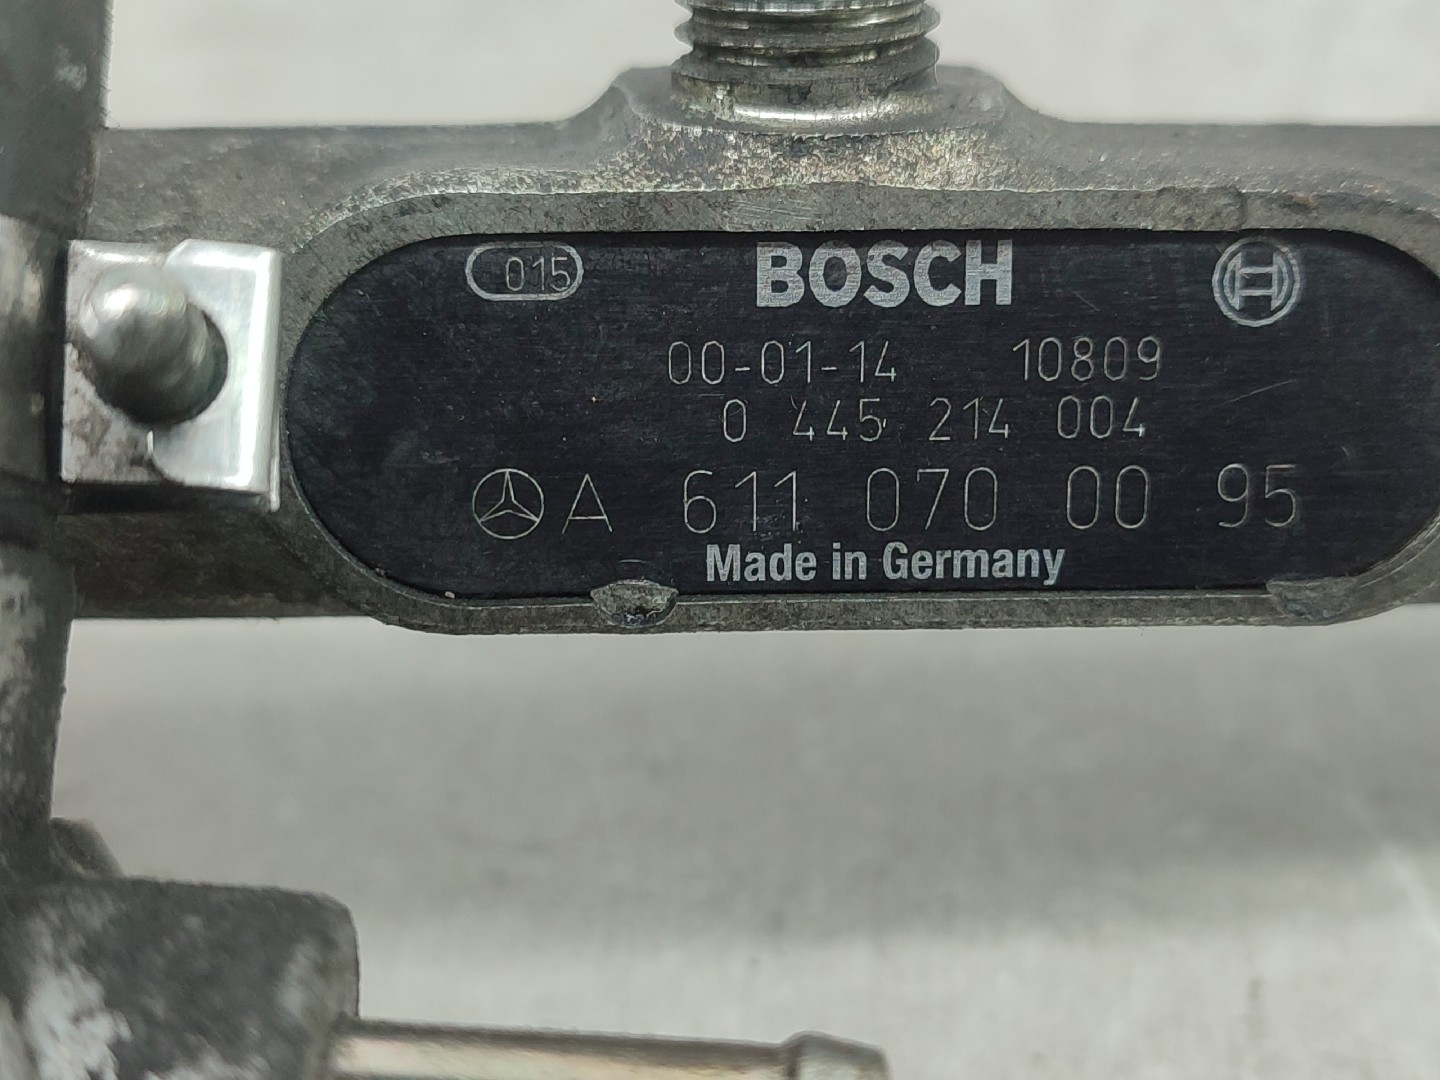 015 BOSCH
00-01-14 10809
0 445 214 004
A 611 070 00 95
Made in Germany